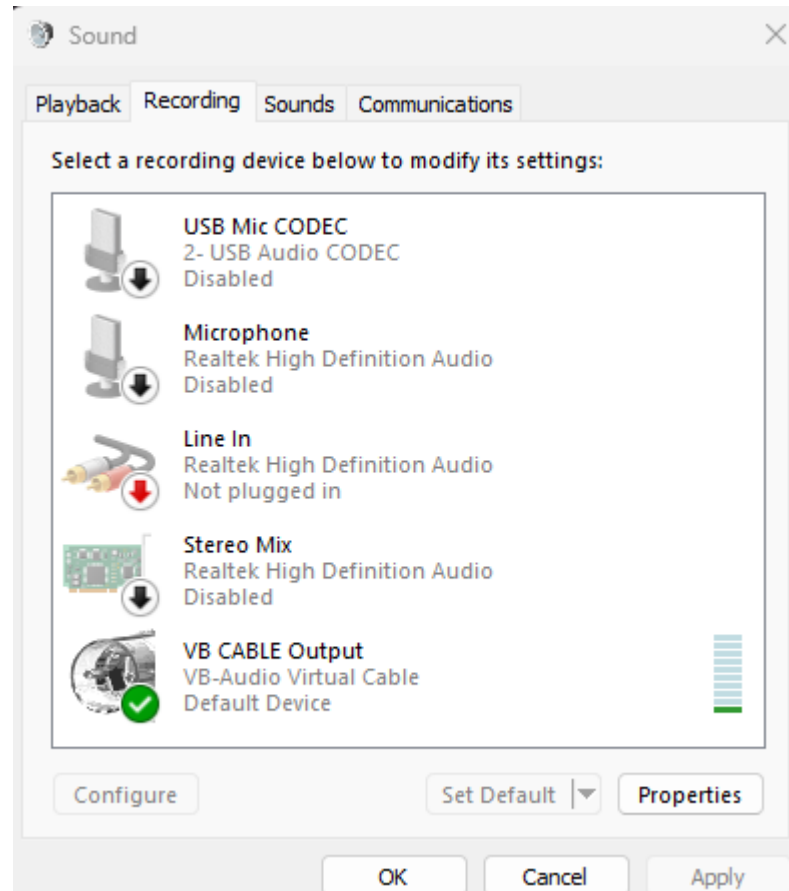 Sound
Playback Recording Sounds Communications
Select a recording device below to modify its settings:
USB Mic CODEC
2- USB Audio CODEC
Disabled
Microphone
Realtek High Definition Audio
Disabled
Line In
Realtek High Definition Audio
Not plugged in
Stereo Mix
Realtek High Definition Audio
Disabled
VB CABLE Output
VB-Audio Virtual Cable
Default Device
Configure Set Default Properties
OK Cancel Apply